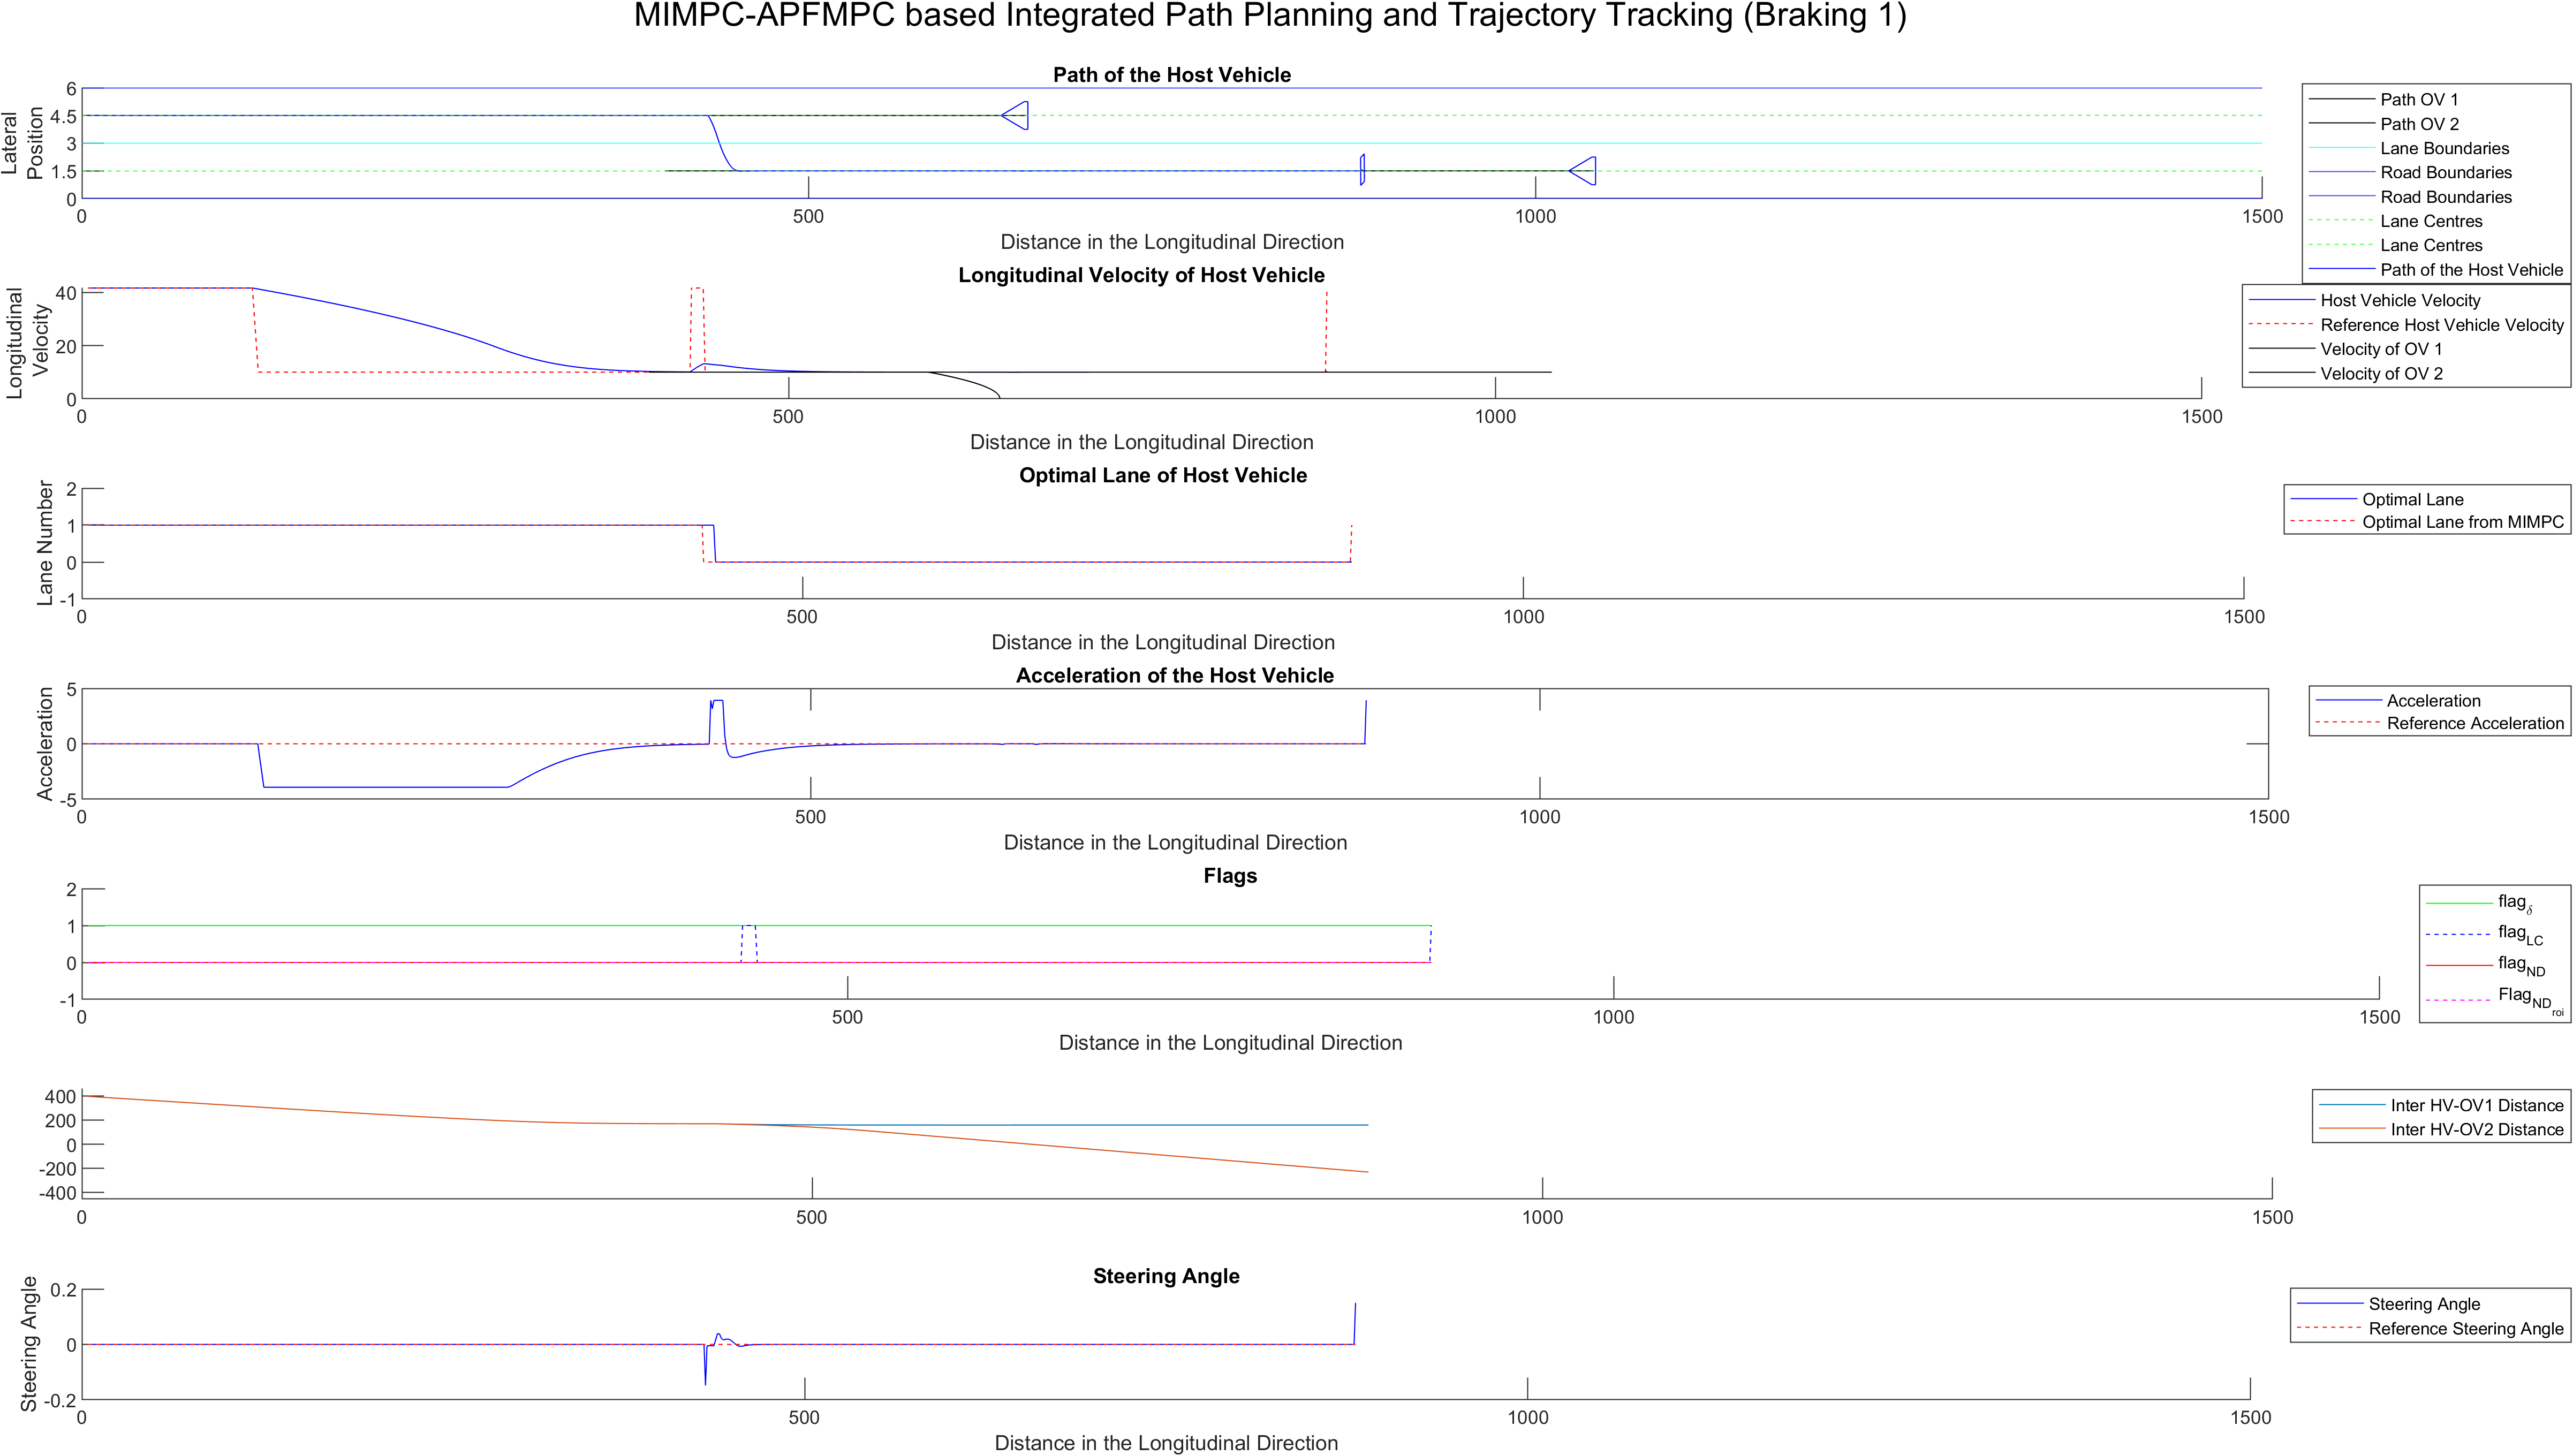 MIMPC-APFMPC based Integrated Path Planning and Trajectory Tracking (Braking 1)
Path of the Host Vehicle
Lateral
Position
6
4.5
3
1.5
0
0
500
1000
1500
Distance in the Longitudinal Direction
Path OV 1
Path OV 2
Lane Boundaries
Road Boundaries
Road Boundaries
Lane Centres
Lane Centres
Path of the Host Vehicle
Longitudinal Velocity of Host Vehicle
Longitudinal
Velocity
40
20
0
0
500
1000
1500
Distance in the Longitudinal Direction
Host Vehicle Velocity
Reference Host Vehicle Velocity
Velocity of OV 1
Velocity of OV 2
Optimal Lane of Host Vehicle
Lane Number
2
1
0
-1
0
500
1000
1500
Distance in the Longitudinal Direction
Optimal Lane
Optimal Lane from MIMPC
Acceleration of the Host Vehicle
Acceleration
5
0
-5
0
500
1000
1500
Distance in the Longitudinal Direction
Acceleration
Reference Acceleration
Flags
2
1
0
-1
0
500
1000
1500
Distance in the Longitudinal Direction
flagδ
flagLC
flagND
FlagNDroi
400
200
0
-200
-400
0
500
1000
1500
Inter HV-OV1 Distance
Inter HV-OV2 Distance
Steering Angle
Steering Angle
0.2
0
-0.2
0
500
1000
1500
Distance in the Longitudinal Direction
Steering Angle
Reference Steering Angle